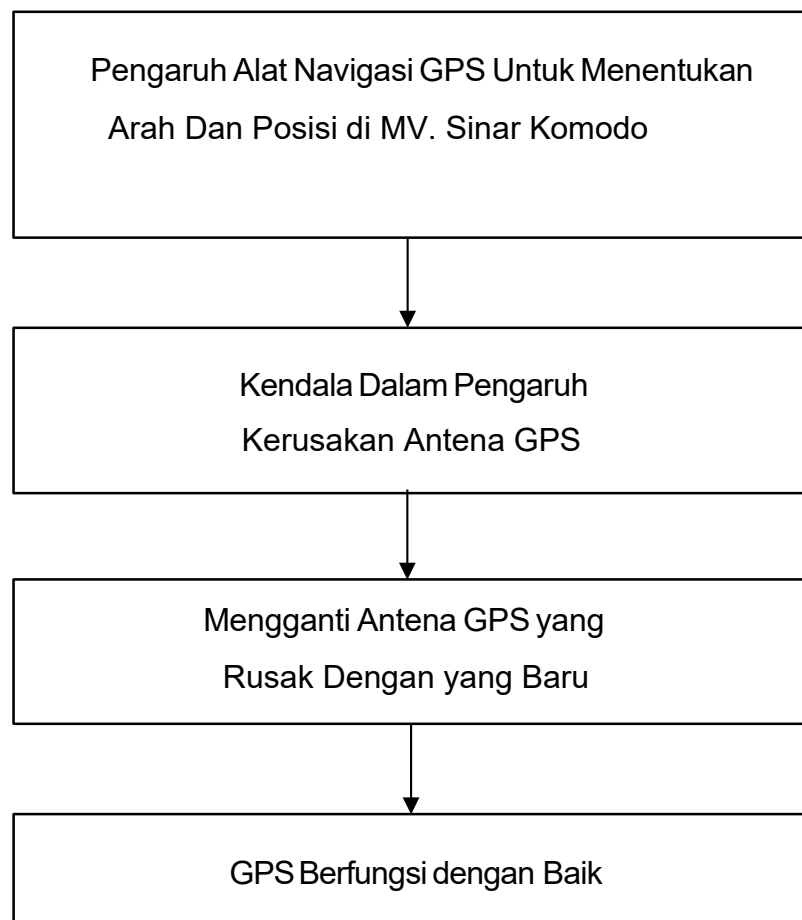 Pengaruh Alat Navigasi GPS Untuk Menentukan
Arah Dan Posisi di MV. Sinar Komodo
Kendala Dalam Pengaruh
Kerusakan Antena GPS
Mengganti Antena GPS yang
Rusak Dengan yang Baru
GPS Berfungsi dengan Baik